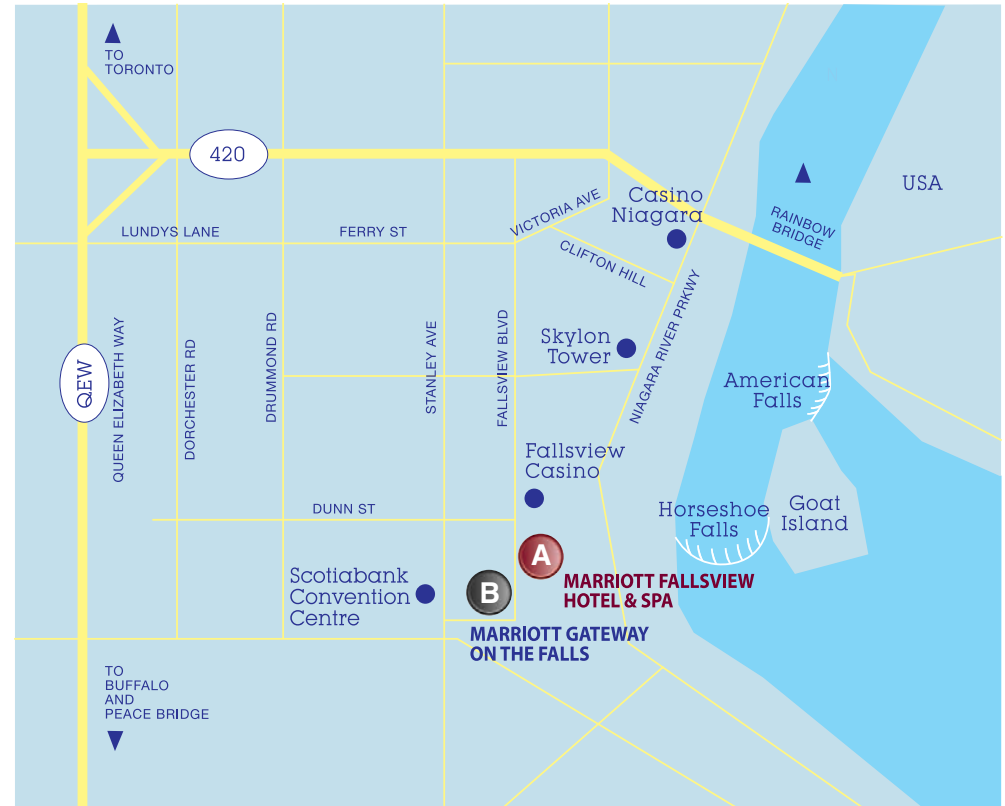 TO
TORONTO
420
USA
Casino
Niagara
VICTORIA AVE
RAINBOW
BRIDGE
LUNDYS LANE
FERRY ST
CLIFTON HILL
NIAGARA RIVER PRKWY
QEW
QUEEN ELIZABETH WAY
DORCHESTER RD
DRUMMOND RD
STANLEY AVE
FALLSVIEW BLVD
Skylon
Tower
American
Falls
Fallsview
Casino
DUNN ST
Horseshoe
Falls
Goat
Island
A
MARRIOTT FALLSVIEW
HOTEL & SPA
Scotiabank
Convention
Centre
B
MARRIOTT GATEWAY
ON THE FALLS
TO
BUFFALO
AND
PEACE BRIDGE